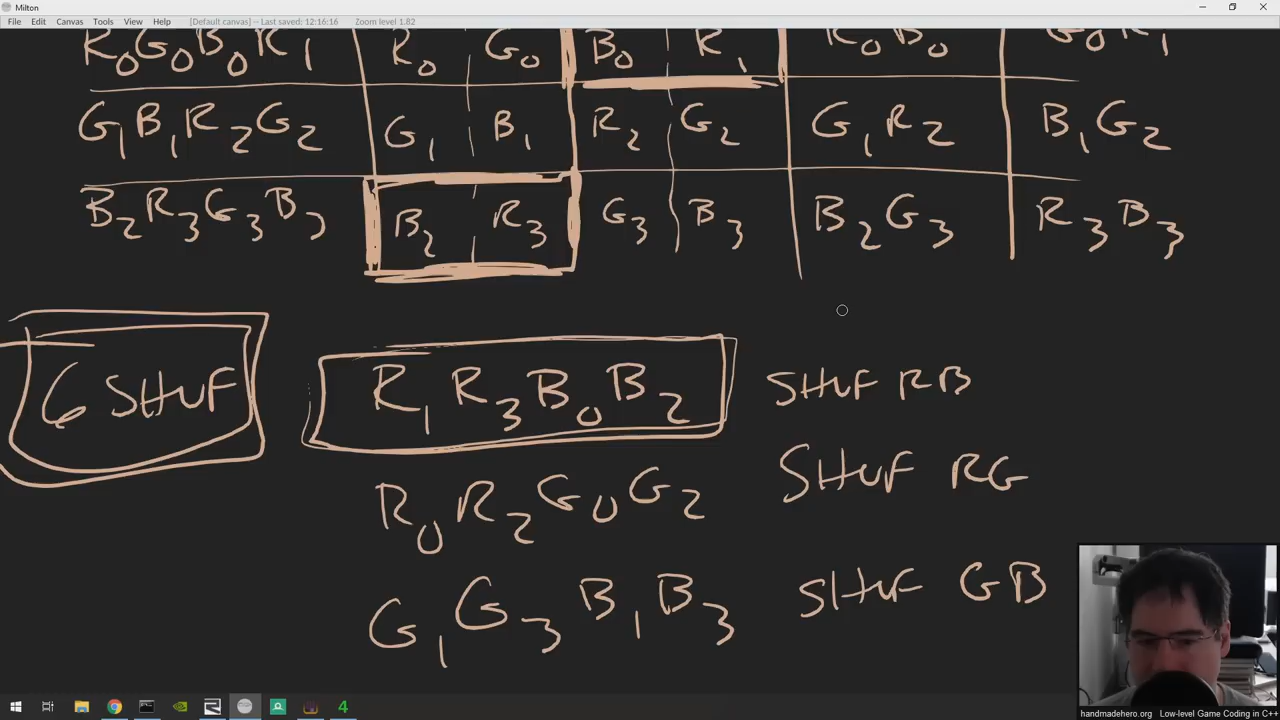 Milton
File Edit Canvas Tools View Help [Default canvas] -- Last saved: 12:16:16 Zoom level 1.82
R0G0B0R1 R0 G0 B0 R1 R0B0 G0R1
G1B1R2G2 G1 B1 R2 G2 G1R2 B1G2
B2R3G3B3 B2 R3 G3 B3 B2G3 R3B3
6 SHUF R1R3B0B2 SHUF RB
R0R2G0G2 SHUF RG
G1G3B1B3 SHUF GB
handmadehero.org Low-level Game Coding in C++